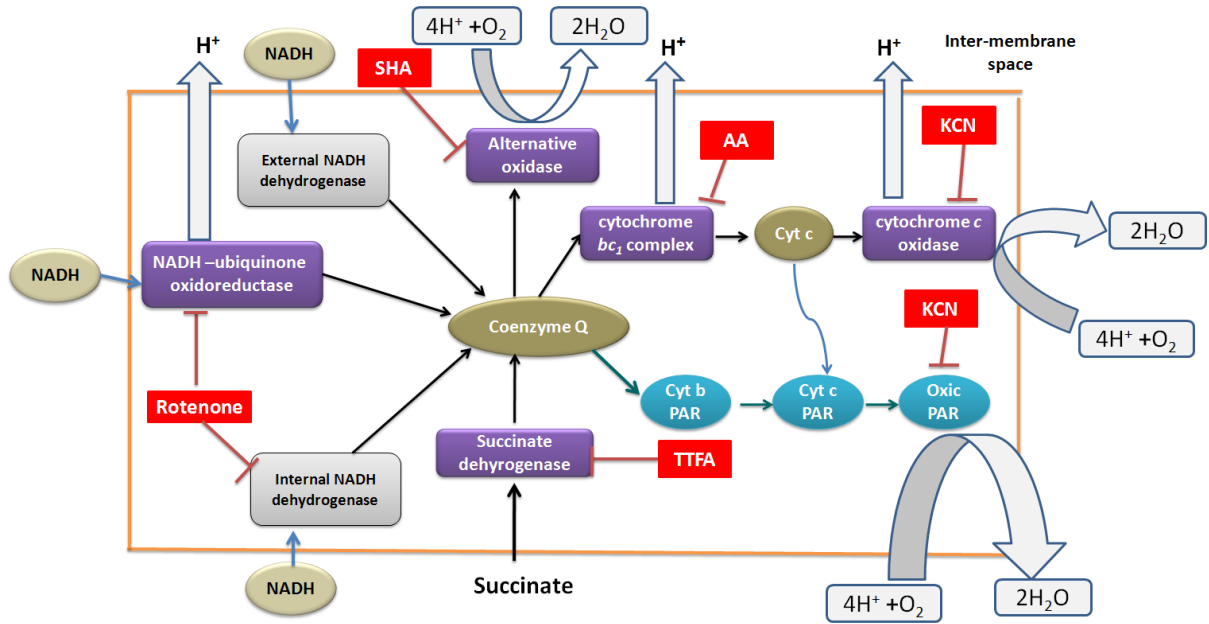 4H⁺ +O₂
2H₂O
H⁺
NADH
SHA
H⁺
H⁺
Inter-membrane
space
KCN
AA
External NADH
dehydrogenase
Alternative
oxidase
cytochrome
bc₁ complex
Cyt c
cytochrome c
oxidase
2H₂O
NADH
NADH –ubiquinone
oxidoreductase
Coenzyme Q
KCN
4H⁺ +O₂
Rotenone
Cyt b
PAR
Cyt c
PAR
Oxic
PAR
Succinate
dehyrogenase
TTFA
Internal NADH
dehydrogenase
NADH
Succinate
4H⁺ +O₂
2H₂O